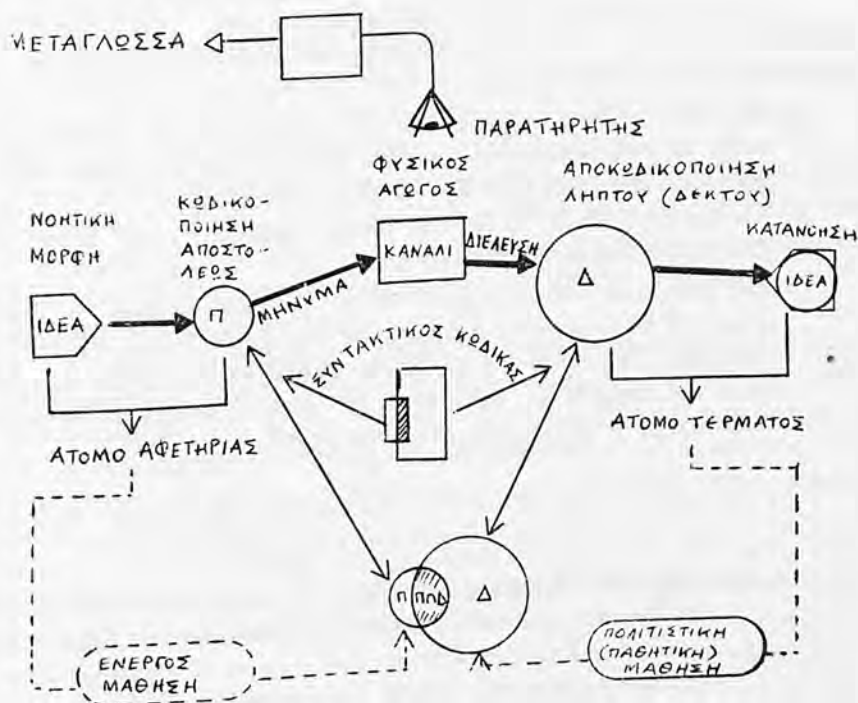 ΜΕΤΑΓΛΩΣΣΑ
ΠΑΡΑΤΗΡΗΤΗΣ
ΝΟΗΤΙΚΗ
ΜΟΡΦΗ
ΚΩΔΙΚΟ-
ΠΟΙΗΣΗ
ΑΠΟΣΤΟ-
ΛΕΩΣ
ΦΥΣΙΚΟΣ
ΑΓΩΓΟΣ
ΑΠΟΚΩΔΙΚΟΠΟΙΗΣΗ
ΛΗΠΤΟΥ (ΔΕΚΤΟΥ)
ΚΑΤΑΝΟΗΣΗ
ΙΔΕΑ
Π
ΜΗΝΥΜΑ
ΚΑΝΑΛΙ
ΔΙΕΛΕΥΣΗ
Δ
ΙΔΕΑ
ΣΥΝΤΑΚΤΙΚΟΣ ΚΩΔΙΚΑΣ
ΑΤΟΜΟ ΑΦΕΤΗΡΙΑΣ
ΑΤΟΜΟ ΤΕΡΜΑΤΟΣ
Π Π∩Δ Δ
ΕΝΕΡΓΟΣ
ΜΑΘΗΣΗ
ΠΟΛΙΤΙΣΤΙΚΗ
(ΠΑΘΗΤΙΚΗ)
ΜΑΘΗΣΗ